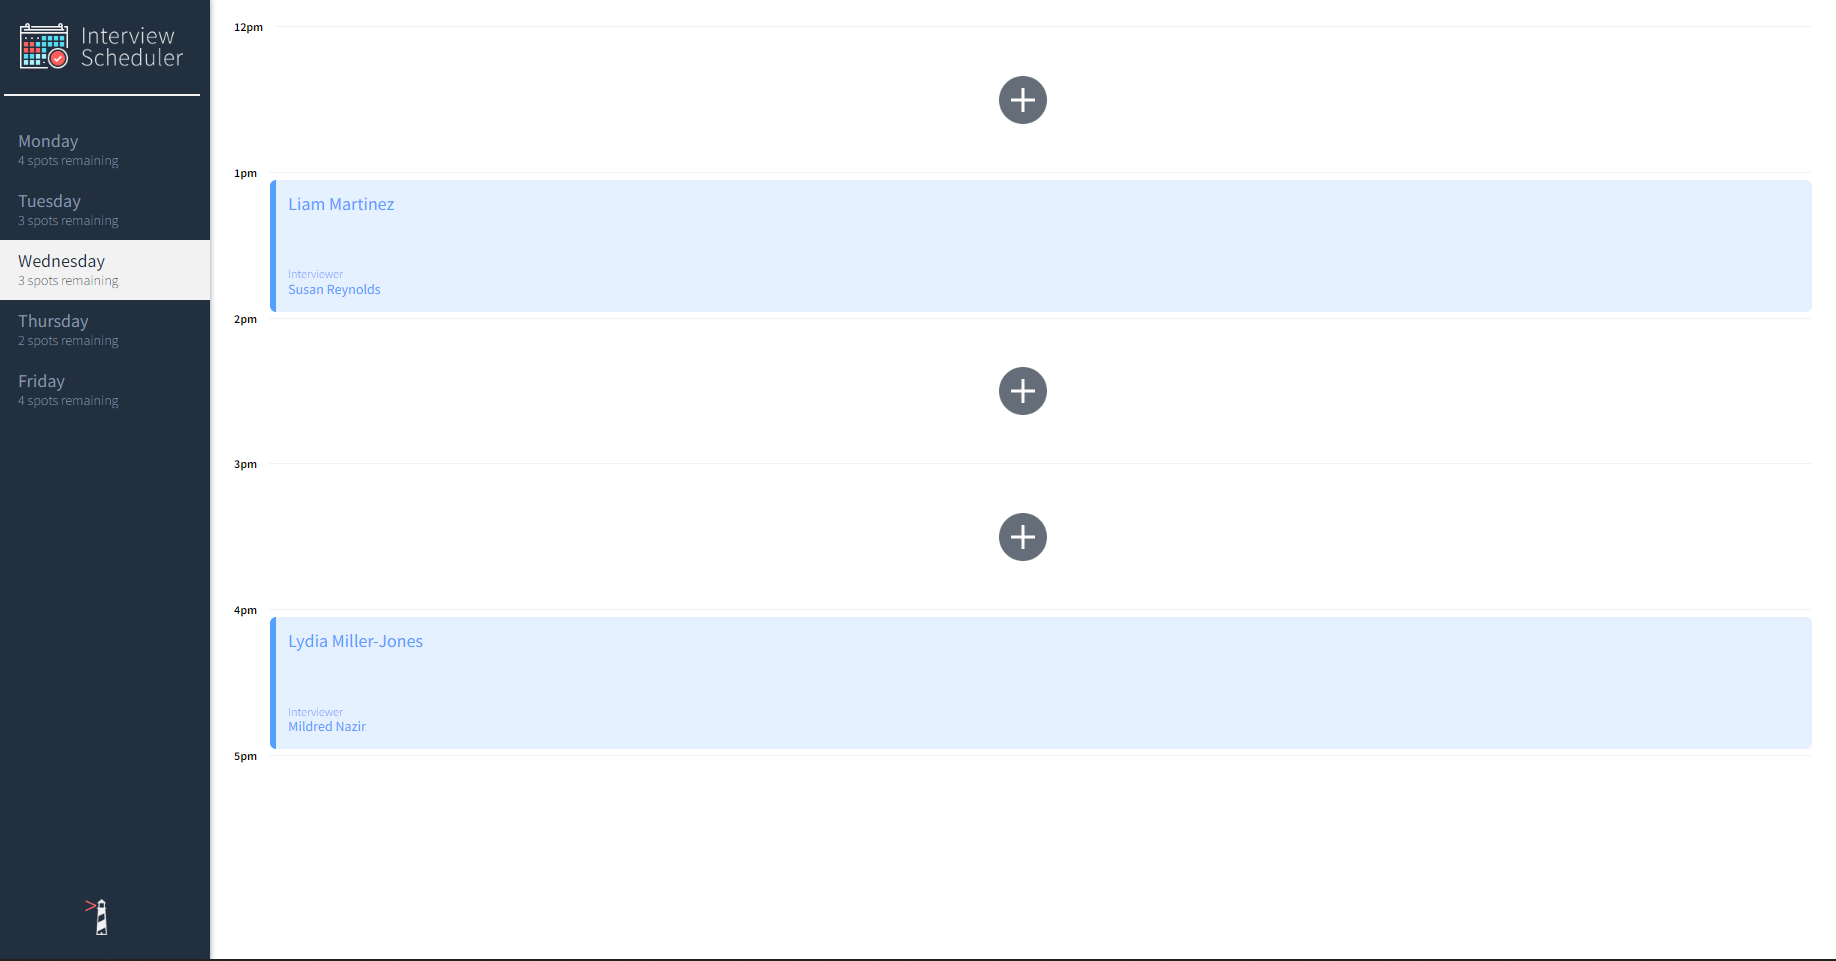 Interview
Scheduler
Monday
4 spots remaining
Tuesday
3 spots remaining
Wednesday
3 spots remaining
Thursday
2 spots remaining
Friday
4 spots remaining
12pm
1pm
Liam Martinez
Interviewer
Susan Reynolds
2pm
3pm
4pm
Lydia Miller-Jones
Interviewer
Mildred Nazir
5pm